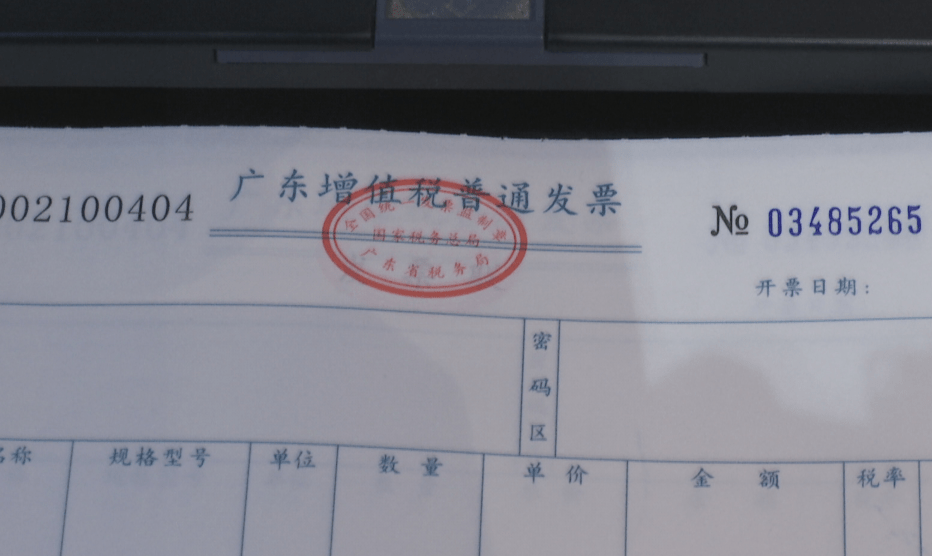 002100404
广东增值税普通发票
全国统一发票监制章
国家税务总局
广东省税务局
№ 03485265
开票日期:
密码区
名称 规格型号 单位 数量 单价 金额 税率